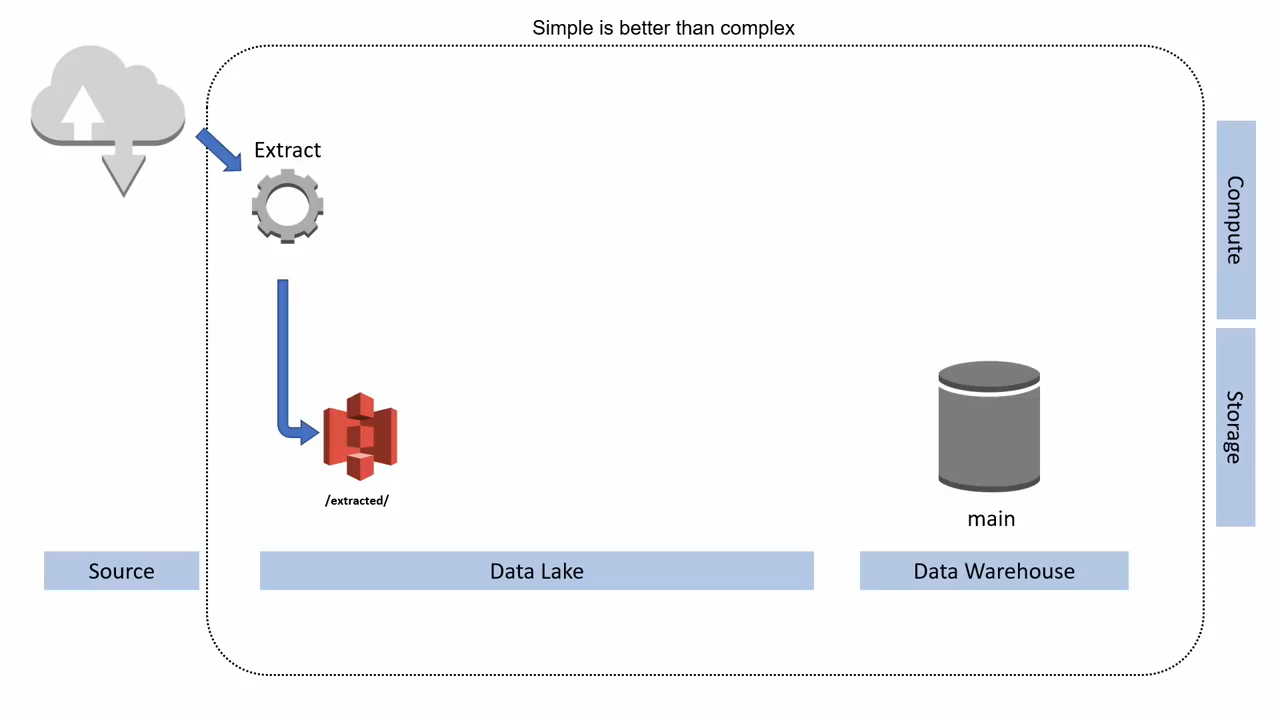 Simple is better than complex
Extract
Compute
Storage
/extracted/
main
Source
Data Lake
Data Warehouse